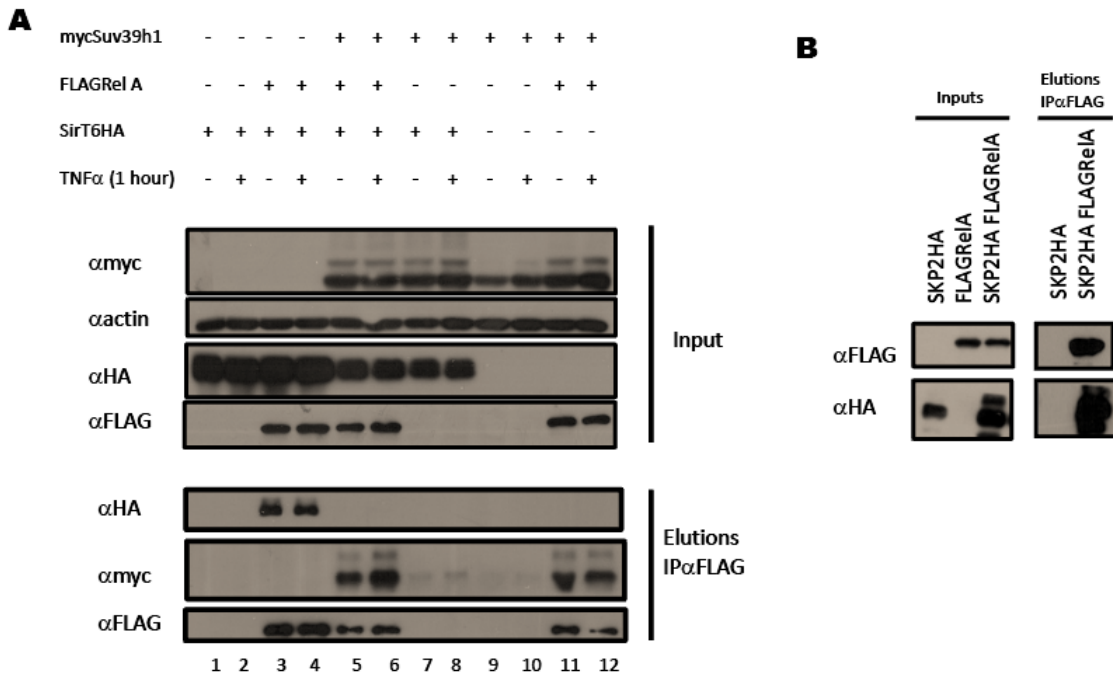 A
mycSuv39h1 - - - - + + + + + + + +
FLAGRel A - - + + + + - - - - + +
SirT6HA + + + + + + + + - - - -
TNFα (1 hour) - + - + - + - + - + - +
αmyc
αactin
αHA
αFLAG
Input
αHA
αmyc
αFLAG
Elutions
IPαFLAG
1 2 3 4 5 6 7 8 9 10 11 12
B
Inputs
Elutions
IPαFLAG
SKP2HA
FLAGRelA
SKP2HA FLAGRelA
SKP2HA
SKP2HA FLAGRelA
αFLAG
αHA